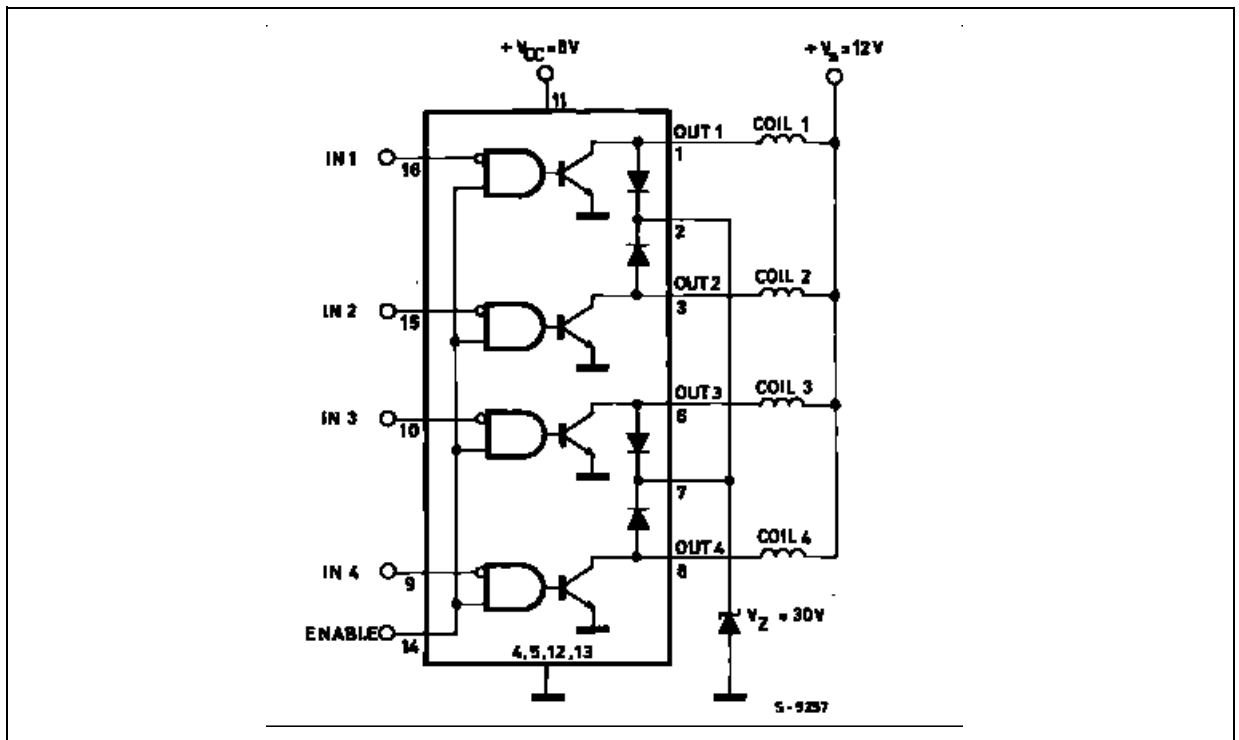 + VCC = 8V
+ Vs = 12V
11
IN 1
16
OUT 1
1
COIL 1
2
IN 2
15
OUT 2
3
COIL 2
IN 3
10
OUT 3
6
COIL 3
7
IN 4
9
OUT 4
8
COIL 4
ENABLE
14
4, 5, 12, 13
VZ = 30V
S-9257